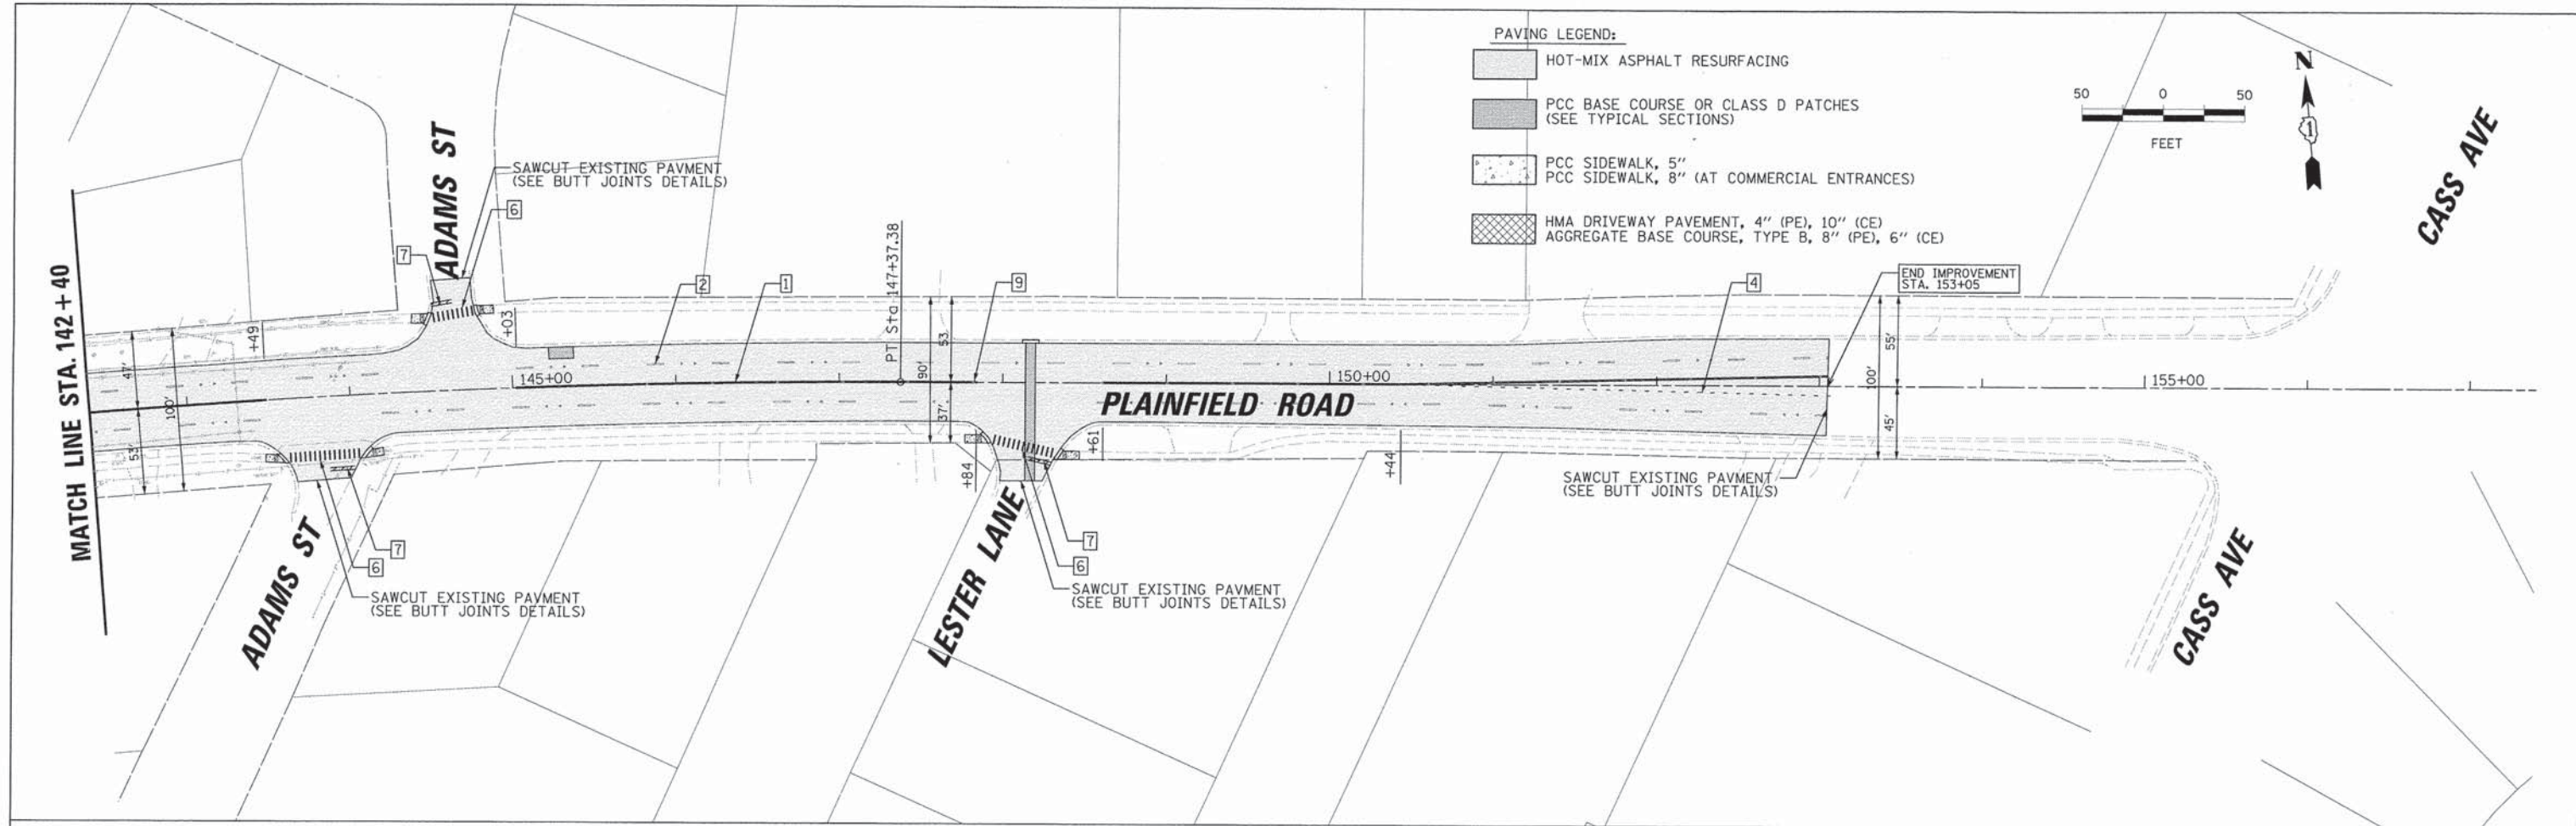 PAVING LEGEND:
HOT-MIX ASPHALT RESURFACING
PCC BASE COURSE OR CLASS D PATCHES
(SEE TYPICAL SECTIONS)
PCC SIDEWALK, 5"
PCC SIDEWALK, 8" (AT COMMERCIAL ENTRANCES)
HMA DRIVEWAY PAVEMENT, 4" (PE), 10" (CE)
AGGREGATE BASE COURSE, TYPE B, 8" (PE), 6" (CE)
50 0 50
FEET
N
1
CASS AVE
ADAMS ST
SAWCUT EXISTING PAVMENT
(SEE BUTT JOINTS DETAILS)
6
7
MATCH LINE STA. 142+40
+49
+03
2
1
PT Sta 147+37.38
9
4
END IMPROVEMENT
STA. 153+05
47'
100'
53'
145+00
90'
53'
37'
150+00
100'
55'
45'
155+00
PLAINFIELD ROAD
+84
+61
+44
SAWCUT EXISTING PAVMENT
(SEE BUTT JOINTS DETAILS)
ADAMS ST
7
6
SAWCUT EXISTING PAVMENT
(SEE BUTT JOINTS DETAILS)
LESTER LANE
7
6
SAWCUT EXISTING PAVMENT
(SEE BUTT JOINTS DETAILS)
CASS AVE